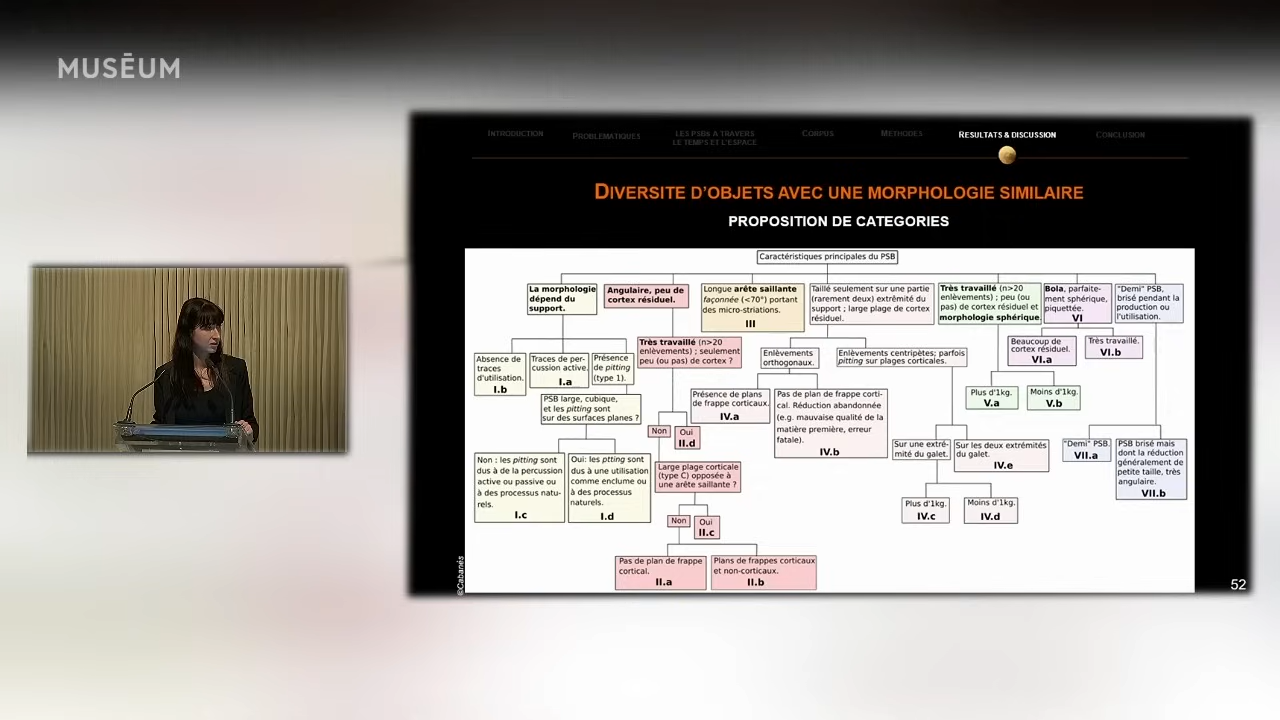 MUSĒUM
INTRODUCTION
PROBLEMATIQUES
LES PSBS A TRAVERS
LE TEMPS ET L'ESPACE
CORPUS
METHODES
RESULTATS & DISCUSSION
CONCLUSION
DIVERSITE D'OBJETS AVEC UNE MORPHOLOGIE SIMILAIRE
PROPOSITION DE CATEGORIES
Caractéristiques principales du PSB
La morphologie
dépend du
support.
Angulaire, peu de
cortex résiduel.
Longue arête saillante
façonnée (<70°) portant
des micro-striations.
III
Taillé seulement sur une partie
(rarement deux) extrêmité du
support ; large plage de cortex
résiduel.
Très travaillé (n>20
enlèvements) ; peu (ou
pas) de cortex résiduel et
morphologie sphérique.
Bola, parfaite-
ment sphérique,
piquettée.
VI
"Demi" PSB,
brisé pendant la
production ou
l'utilisation.
Absence de
traces
d'utilisation.
I.b
Traces de per-
cussion active.
I.a
Présence
de pitting
(type 1).
Très travaillé (n>20
enlèvements) ; seulement
peu (ou pas) de cortex ?
Enlèvements
orthogonaux.
Enlèvements centripètes; parfois
pitting sur plages corticales.
Beaucoup de
cortex résiduel.
VI.a
Très travaillé.
VI.b
PSB large, cubique,
et les pitting sont
sur des surfaces planes ?
Non
Oui
II.d
Présence de plans
de frappe corticaux.
IV.a
Pas de plan de frappe corti-
cal. Réduction abandonnée
(e.g. mauvaise qualité de la
matière première, erreur
fatale).
IV.b
Plus d'1kg.
V.a
Moins d'1kg.
V.b
Non : les pitting sont
dus à de la percussion
active ou passive ou
à des processus natu-
rels.
I.c
Oui: les ptting sont
dus à une utilisation
comme enclume ou
à des processus
naturels.
I.d
Large plage corticale
(type C) opposée à
une arête saillante ?
Sur une extré-
mité du galet.
Sur les deux extrémités
du galet.
IV.e
"Demi" PSB.
VII.a
PSB brisé mais
dont la réduction
généralement de
petite taille, très
angulaire.
VII.b
Non
Oui
II.c
Plus d'1kg.
IV.c
Moins d'1kg.
IV.d
Pas de plan de frappe
cortical.
II.a
Plans de frappes corticaux
et non-corticaux.
II.b
©Cabanès
52